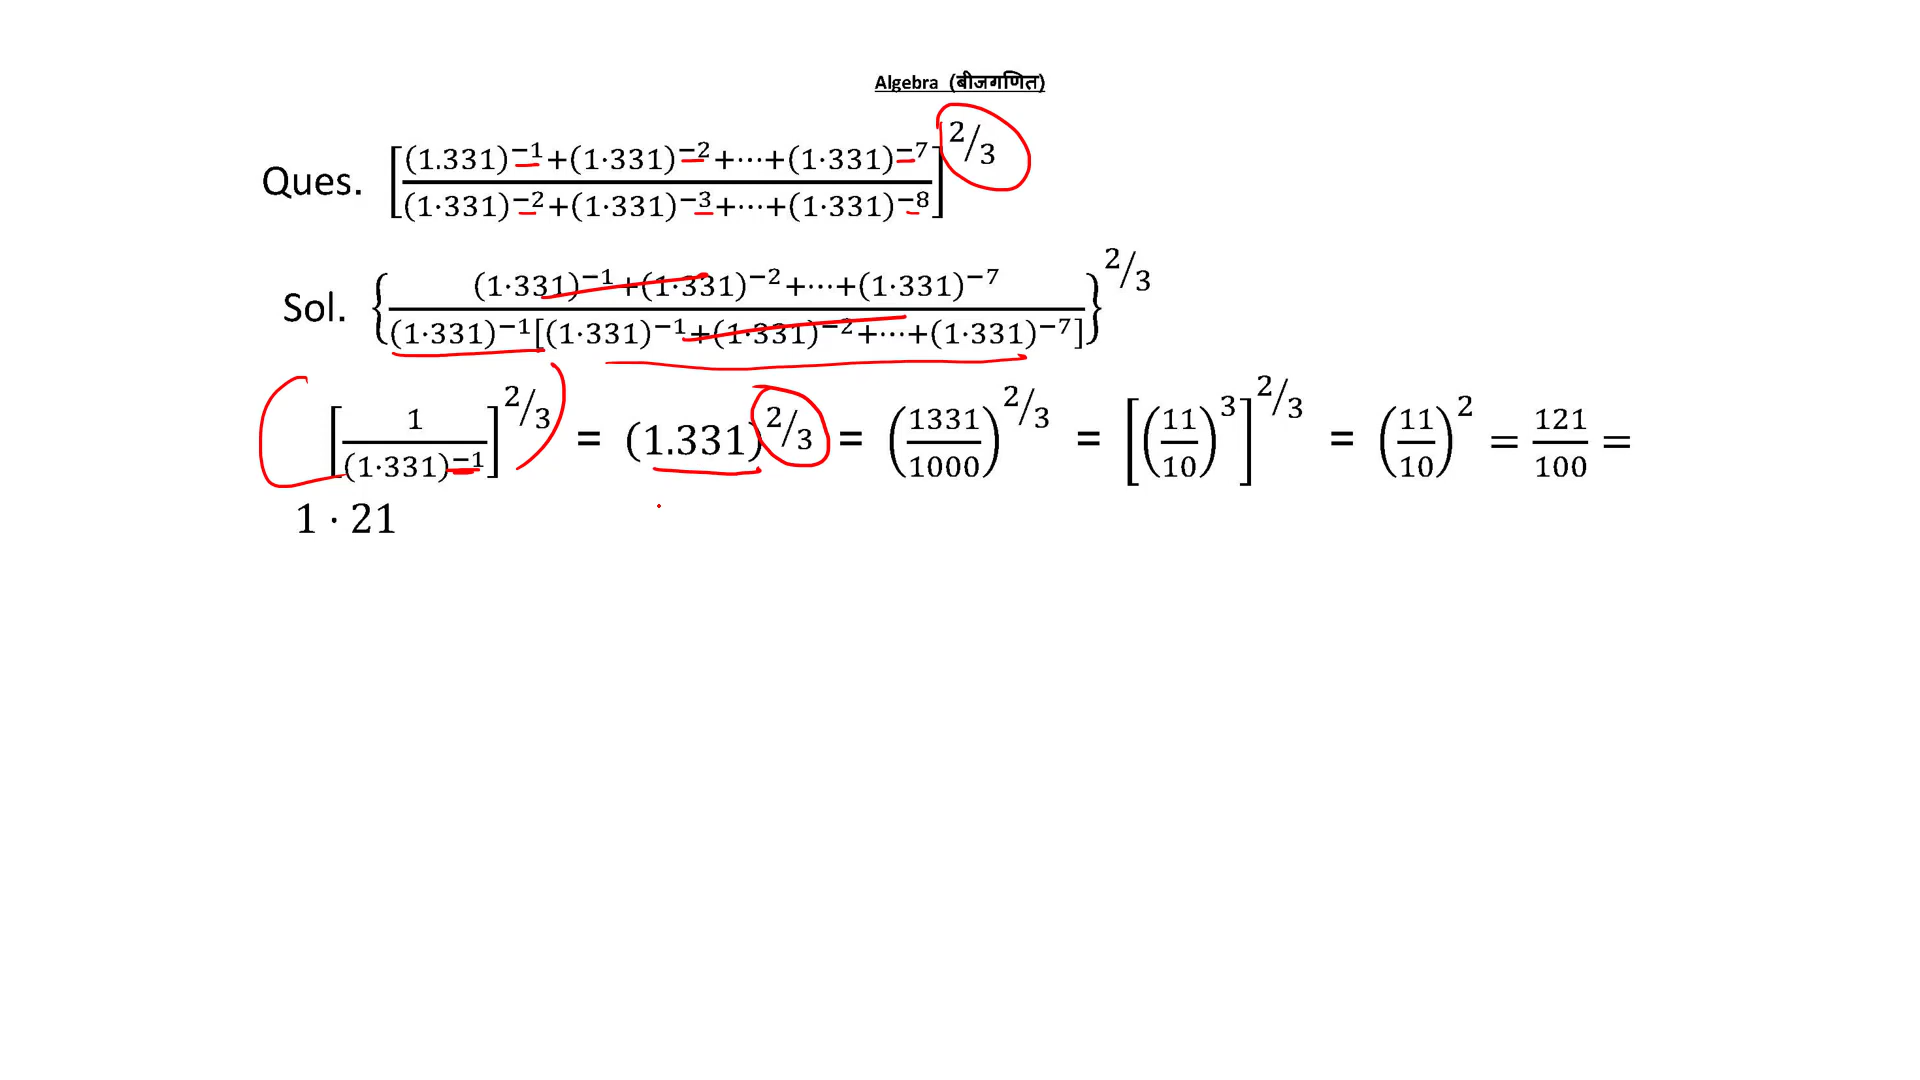 Algebra (बीजगणित)
Ques. [((1.331)⁻¹+(1·331)⁻²+⋯+(1·331)⁻⁷)/((1·331)⁻²+(1·331)⁻³+⋯+(1·331)⁻⁸)]^(2/3)
Sol. {((1·331)⁻¹+(1·331)⁻²+⋯+(1·331)⁻⁷)/((1·331)⁻¹[(1·331)⁻¹+(1·331)⁻²+⋯+(1·331)⁻⁷])}^(2/3)
[1/(1·331)⁻¹]^(2/3) = (1.331)^(2/3) = (1331/1000)^(2/3) = [(11/10)³]^(2/3) = (11/10)² = 121/100 =
1 · 21